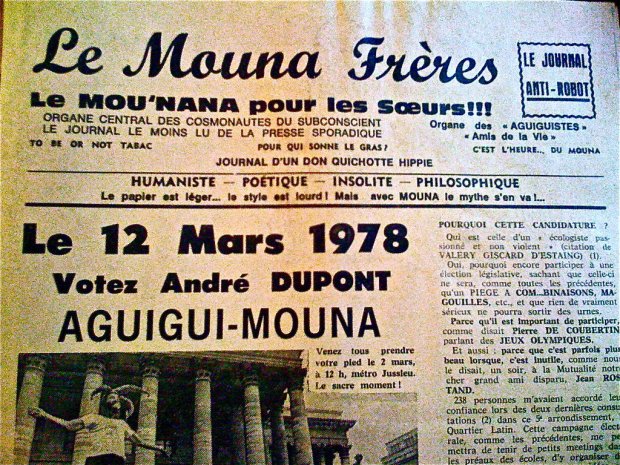 Le Mouna Frères
LE JOURNAL
ANTI-ROBOT
Le MOU'NANA pour les Sœurs!!!
ORGANE CENTRAL DES COSMONAUTES DU SUBCONSCIENT
LE JOURNAL LE MOINS LU DE LA PRESSE SPORADIQUE
Organe des « AGUIGUISTES »
« Amis de la Vie »
TO BE OR NOT TABAC
POUR QUI SONNE LE GRAS?
C'EST L'HEURE... DU MOUNA
JOURNAL D'UN DON QUICHOTTE HIPPIE
HUMANISTE — POÉTIQUE — INSOLITE — PHILOSOPHIQUE
Le papier est léger... le style est lourd! Mais avec MOUNA le mythe s'en va!...
Le 12 Mars 1978
Votez André DUPONT
AGUIGUI-MOUNA
Venez tous prendre
votre pied le 2 mars,
à 12 h, métro Jussieu.
Le sacre moment!
POURQUOI CETTE CANDIDATURE ?
Qui est celle d'un « écologiste pas-
sionné et non violent » (citation de
VALERY GISCARD D'ESTAING) (1).
Oui, pourquoi encore participer à une
élection législative, sachant que celle-ci
ne sera, comme toutes les précédentes,
qu'un PIEGE A COM...BINAISONS, MA-
GOUILLES, etc., et que rien de vraiment
sérieux ne pourra sortir des urnes.
Parce qu'il est important de participer,
comme disait Pierre DE COUBERTIN
parlant des JEUX OLYMPIQUES.
Et aussi : parce que c'est parfois plus
beau lorsque, c'est inutile, comme nous
le disait, un soir, à la Mutualité notre
cher grand ami disparu, Jean ROS-
TAND.
238 personnes m'avaient accordé leur
confiance lors des deux dernières consul-
tations (2) dans ce 5e arrondissement,
Quartier Latin. Cette campagne électo-
rale, comme les précédentes, me per-
mettra de tenir de petits meetings dans
les préaux des écoles, d'y organiser de